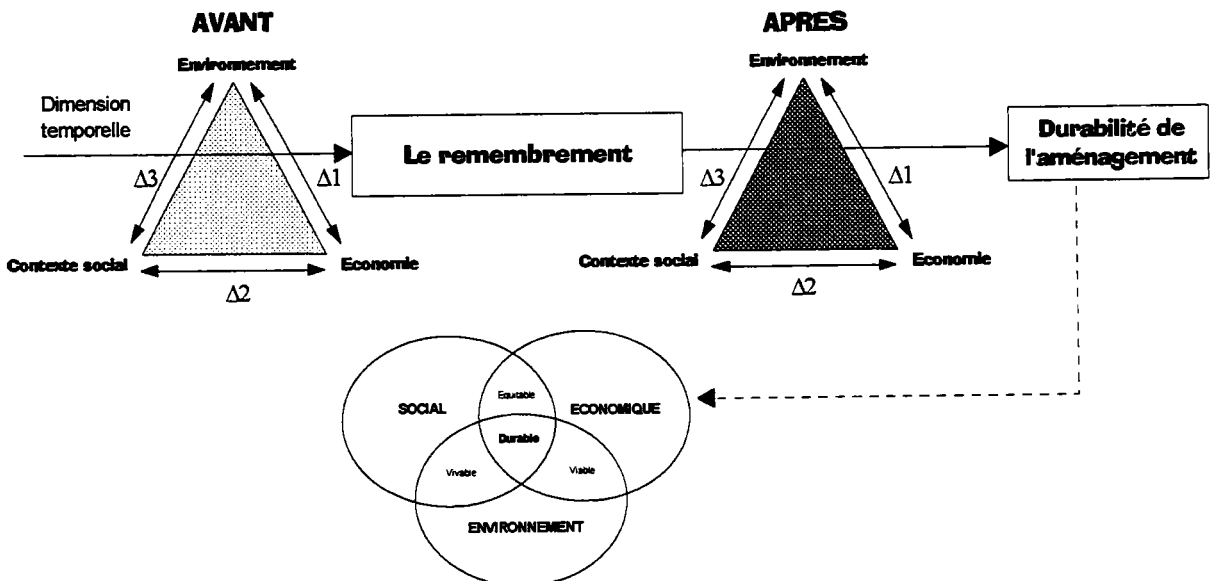 AVANT
APRES
Environnement
Environnement
Dimension
temporelle
Le remembrement
Durabilité de
l'aménagement
Δ3
Δ1
Δ3
Δ1
Contexte social
Economie
Contexte social
Economie
Δ2
Δ2
SOCIAL
Equitable
ECONOMIQUE
Durable
Vivable
Viable
ENVIRONNEMENT